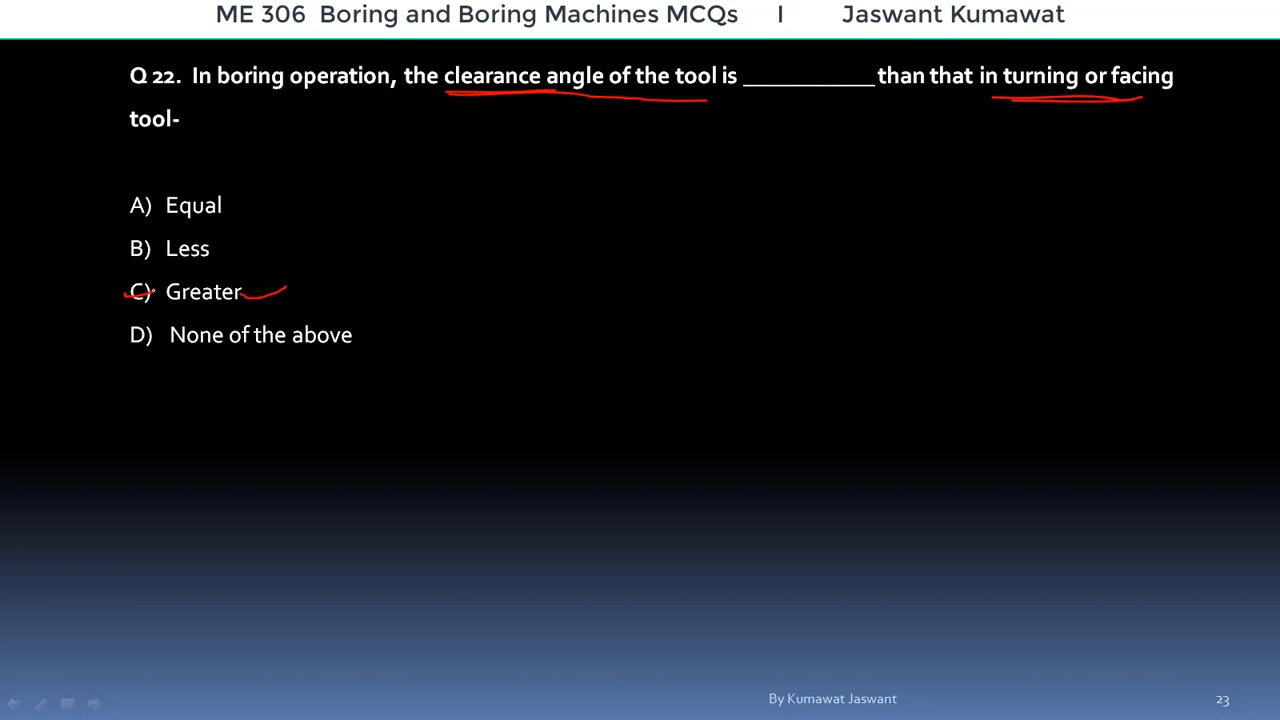 ME 306 Boring and Boring Machines MCQs I Jaswant Kumawat
Q 22. In boring operation, the clearance angle of the tool is ____________ than that in turning or facing
tool-
A) Equal
B) Less
C) Greater
D) None of the above
By Kumawat Jaswant 23